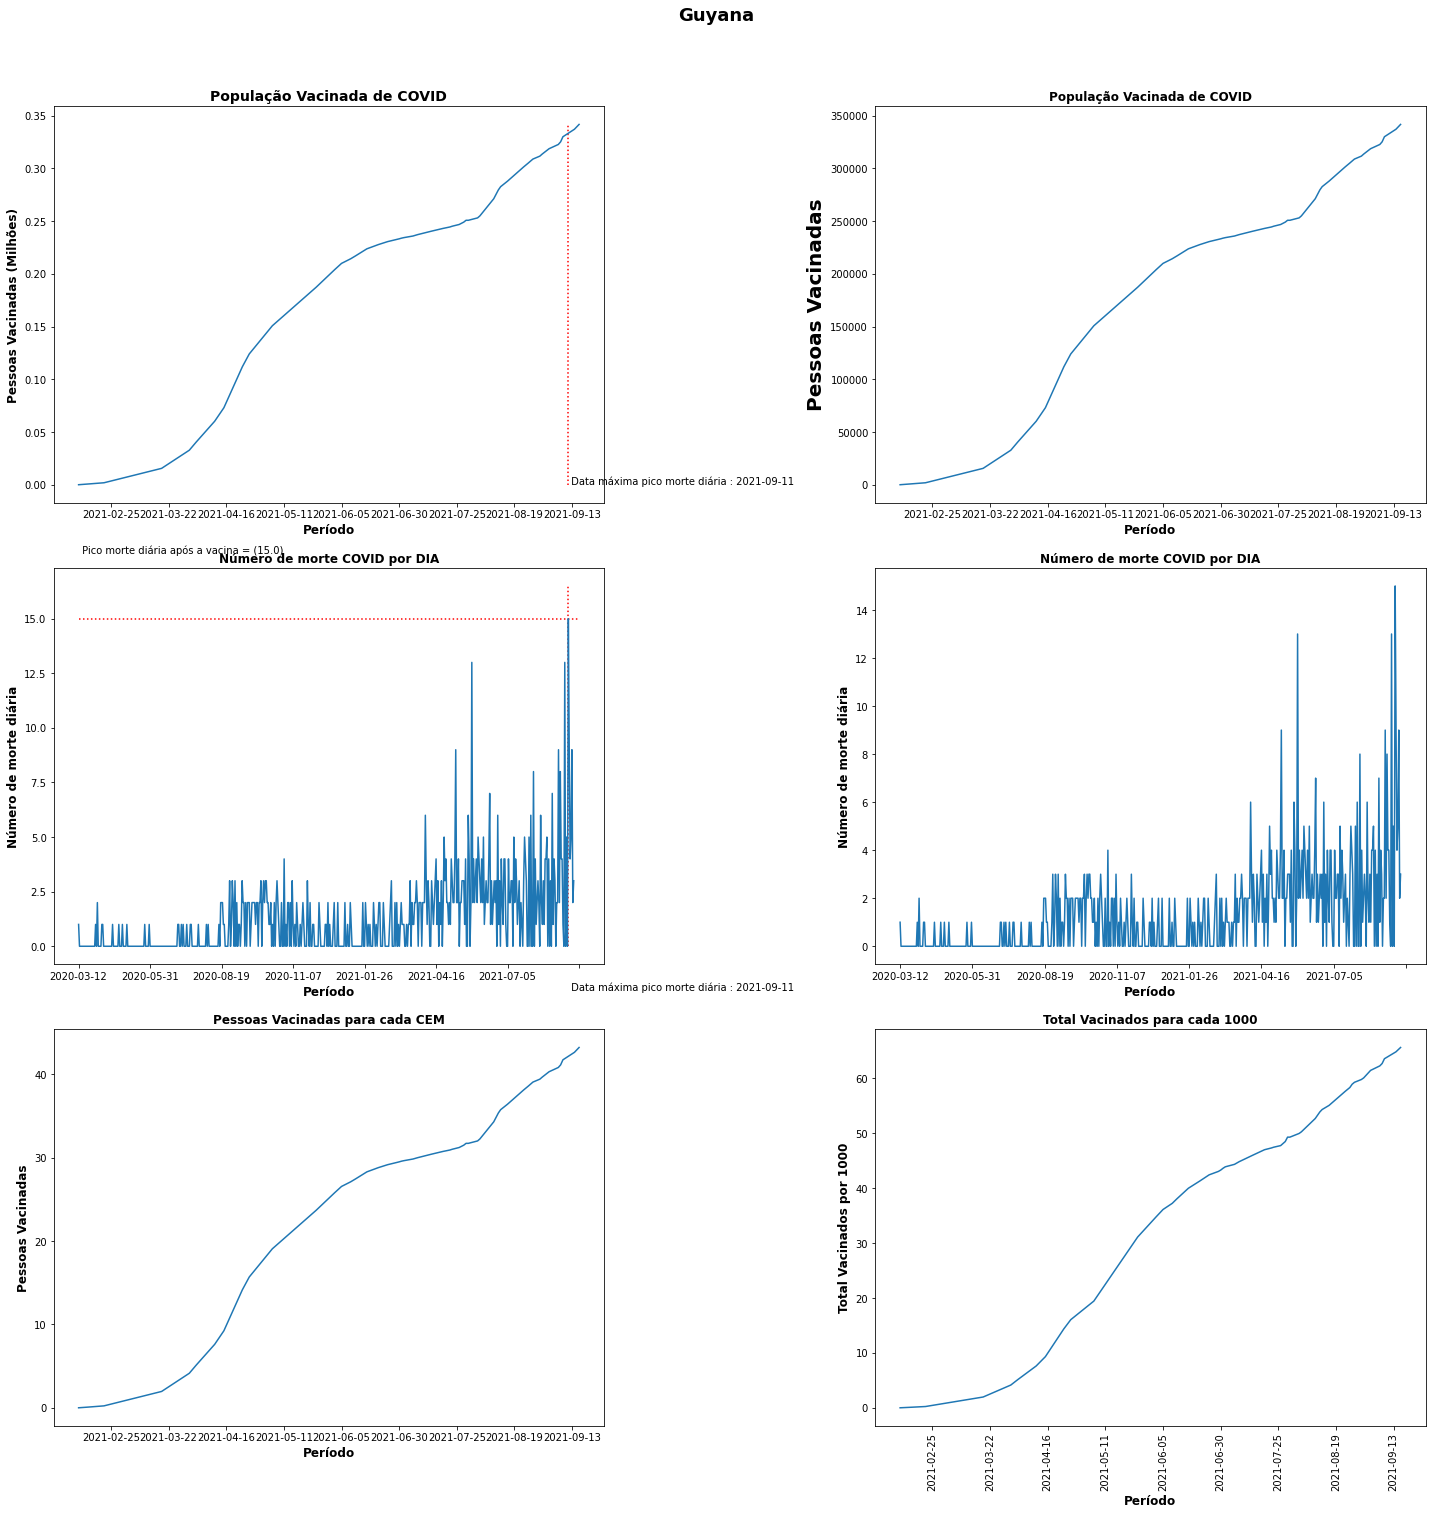 Guyana
População Vacinada de COVID
Pessoas Vacinadas (Milhões)
0.35
0.30
0.25
0.20
0.15
0.10
0.05
0.00
Data máxima pico morte diária : 2021-09-11
2021-02-25 2021-03-22 2021-04-16 2021-05-11 2021-06-05 2021-06-30 2021-07-25 2021-08-19 2021-09-13
Período
População Vacinada de COVID
Pessoas Vacinadas
350000
300000
250000
200000
150000
100000
50000
0
2021-02-25 2021-03-22 2021-04-16 2021-05-11 2021-06-05 2021-06-30 2021-07-25 2021-08-19 2021-09-13
Período
Pico morte diária após a vacina = (15.0)
Número de morte COVID por DIA
Número de morte diária
15.0
12.5
10.0
7.5
5.0
2.5
0.0
2020-03-12 2020-05-31 2020-08-19 2020-11-07 2021-01-26 2021-04-16 2021-07-05
Período
Data máxima pico morte diária : 2021-09-11
Número de morte COVID por DIA
Número de morte diária
14
12
10
8
6
4
2
0
2020-03-12 2020-05-31 2020-08-19 2020-11-07 2021-01-26 2021-04-16 2021-07-05
Período
Pessoas Vacinadas para cada CEM
Pessoas Vacinadas
40
30
20
10
0
2021-02-25 2021-03-22 2021-04-16 2021-05-11 2021-06-05 2021-06-30 2021-07-25 2021-08-19 2021-09-13
Período
Total Vacinados para cada 1000
Total Vacinados por 1000
60
50
40
30
20
10
0
2021-02-25
2021-03-22
2021-04-16
2021-05-11
2021-06-05
2021-06-30
2021-07-25
2021-08-19
2021-09-13
Período